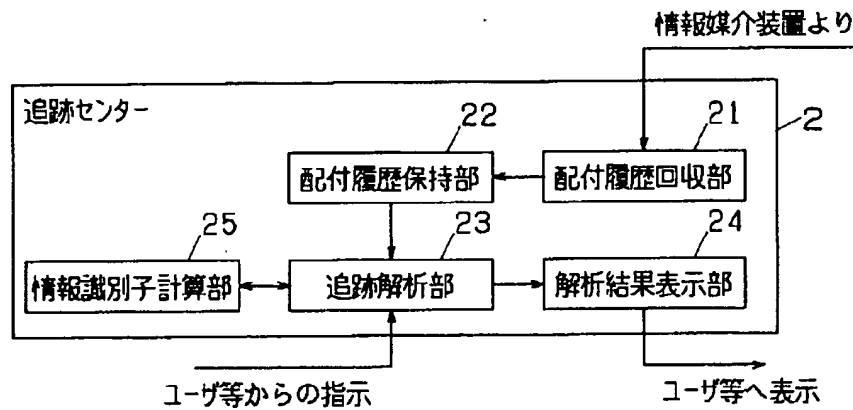 情報媒介装置より
追跡センター
2
22
21
配付履歴保持部
配付履歴回収部
25
23
24
情報識別子計算部
追跡解析部
解析結果表示部
ユーザ等からの指示
ユーザ等へ表示